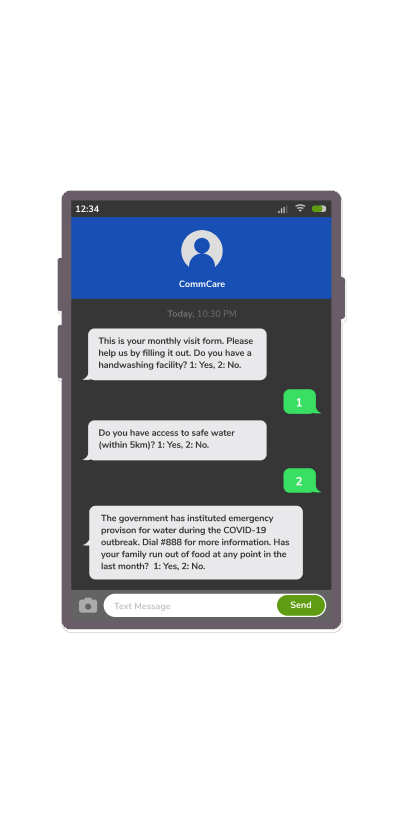 12:34
CommCare
Today, 10:30 PM
This is your monthly visit form. Please
help us by filling it out. Do you have a
handwashing facility? 1: Yes, 2: No.
1
Do you have access to safe water
(within 5km)? 1: Yes, 2: No.
2
The government has instituted emergency
provison for water during the COVID-19
outbreak. Dial #888 for more information. Has
your family run out of food at any point in the
last month? 1: Yes, 2: No.
Text Message
Send